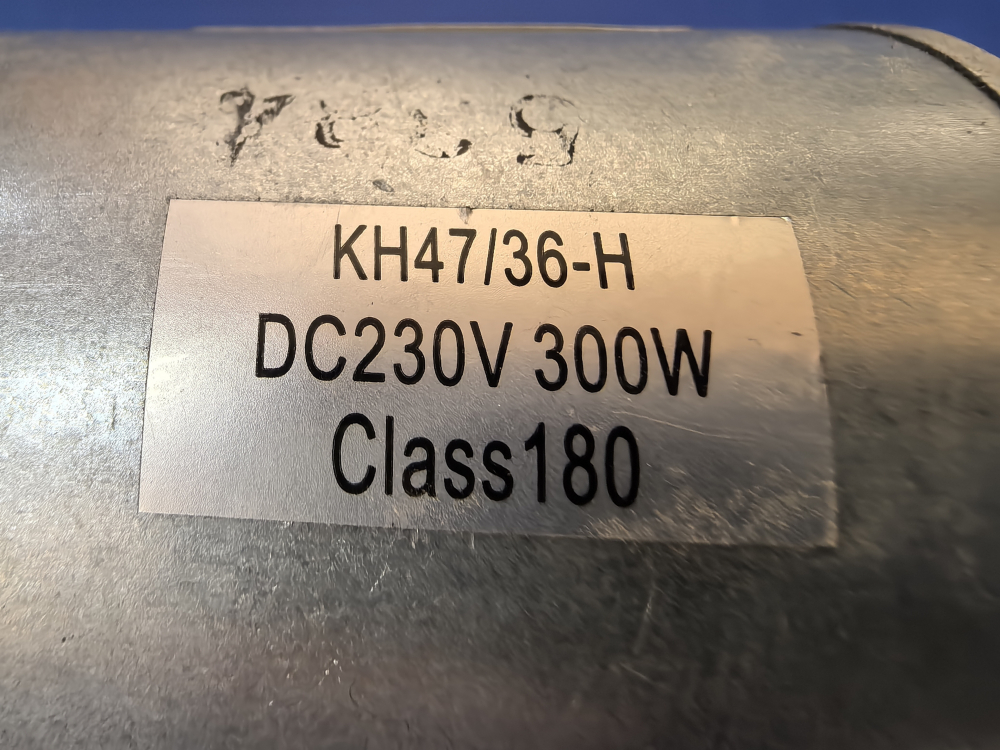 KH47/36-H
DC230V 300W
Class180